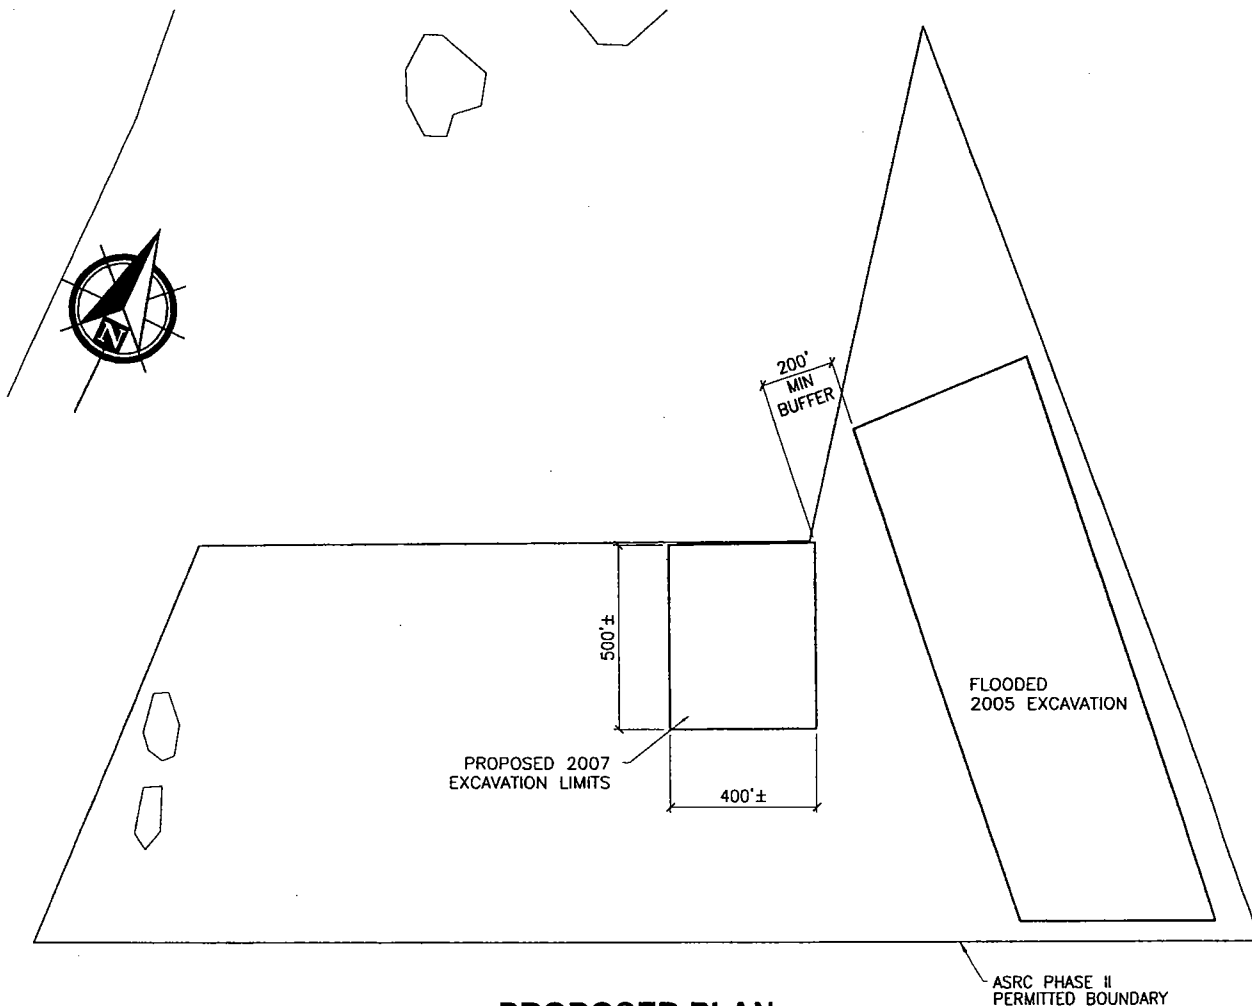 N
200'
MIN
BUFFER
500'±
FLOODED
2005 EXCAVATION
PROPOSED 2007
EXCAVATION LIMITS
400'±
ASRC PHASE II
PERMITTED BOUNDARY
PROPOSED PLAN